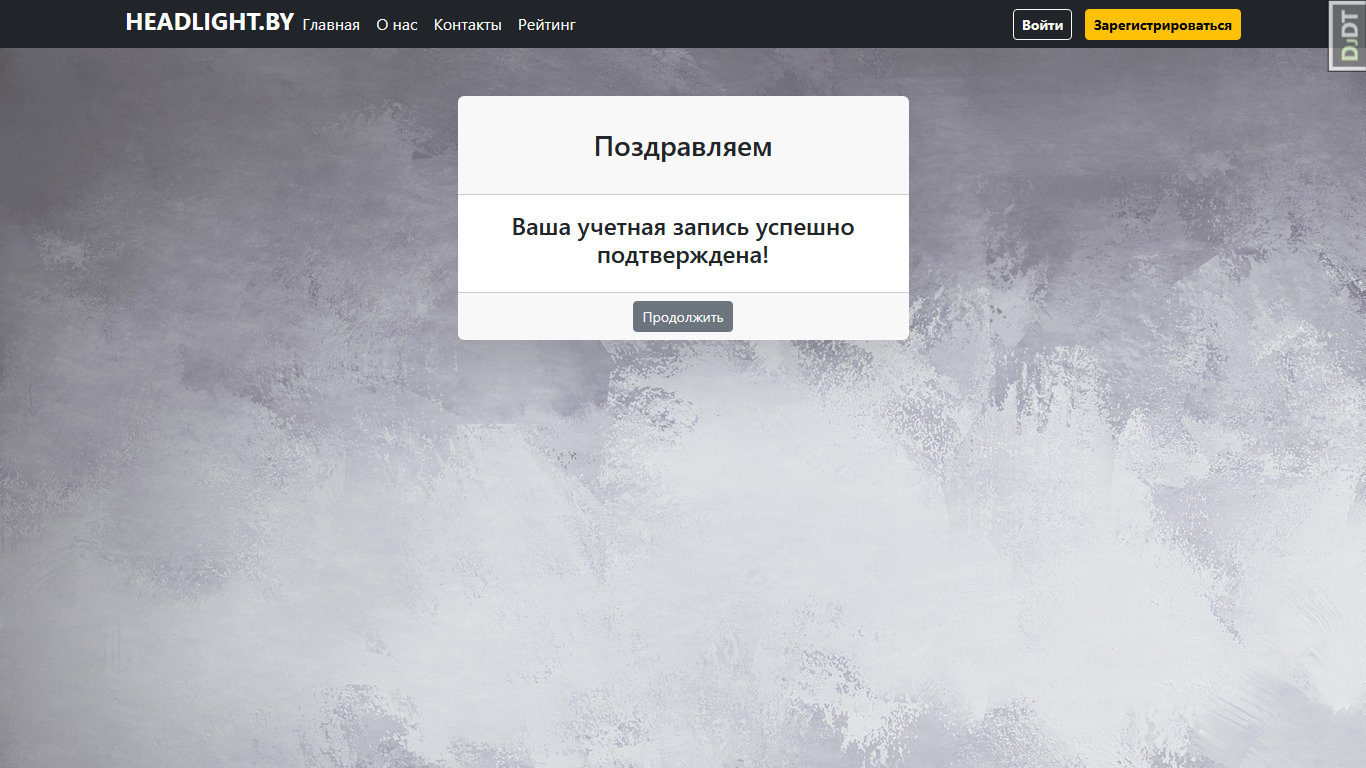 HEADLIGHT.BY Главная О нас Контакты Рейтинг Войти Зарегистрироваться
DjDT
Поздравляем
Ваша учетная запись успешно
подтверждена!
Продолжить